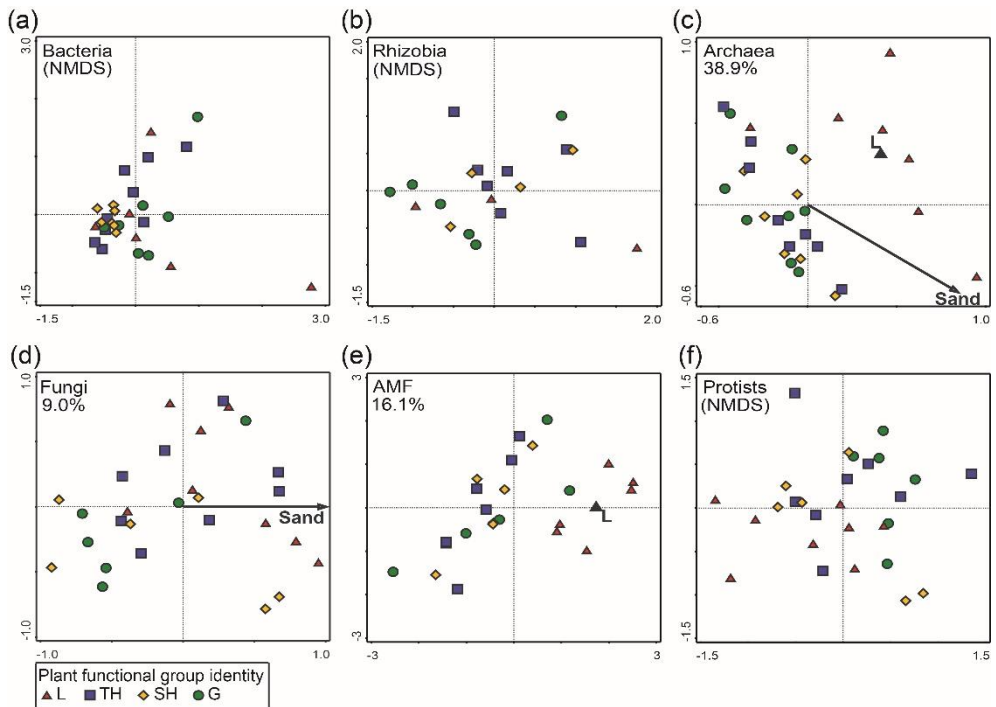 (a)
3.0
Bacteria
(NMDS)
-1.5
-1.5
3.0
(b)
2.0
Rhizobia
(NMDS)
-1.5
-1.5
2.0
(c)
1.0
Archaea
38.9%
L
Sand
-0.6
-0.6
1.0
(d)
1.0
Fungi
9.0%
Sand
-1.0
-1.0
1.0
(e)
3
AMF
16.1%
L
-3
-3
3
(f)
1.5
Protists
(NMDS)
-1.5
-1.5
1.5
Plant functional group identity
L TH SH G